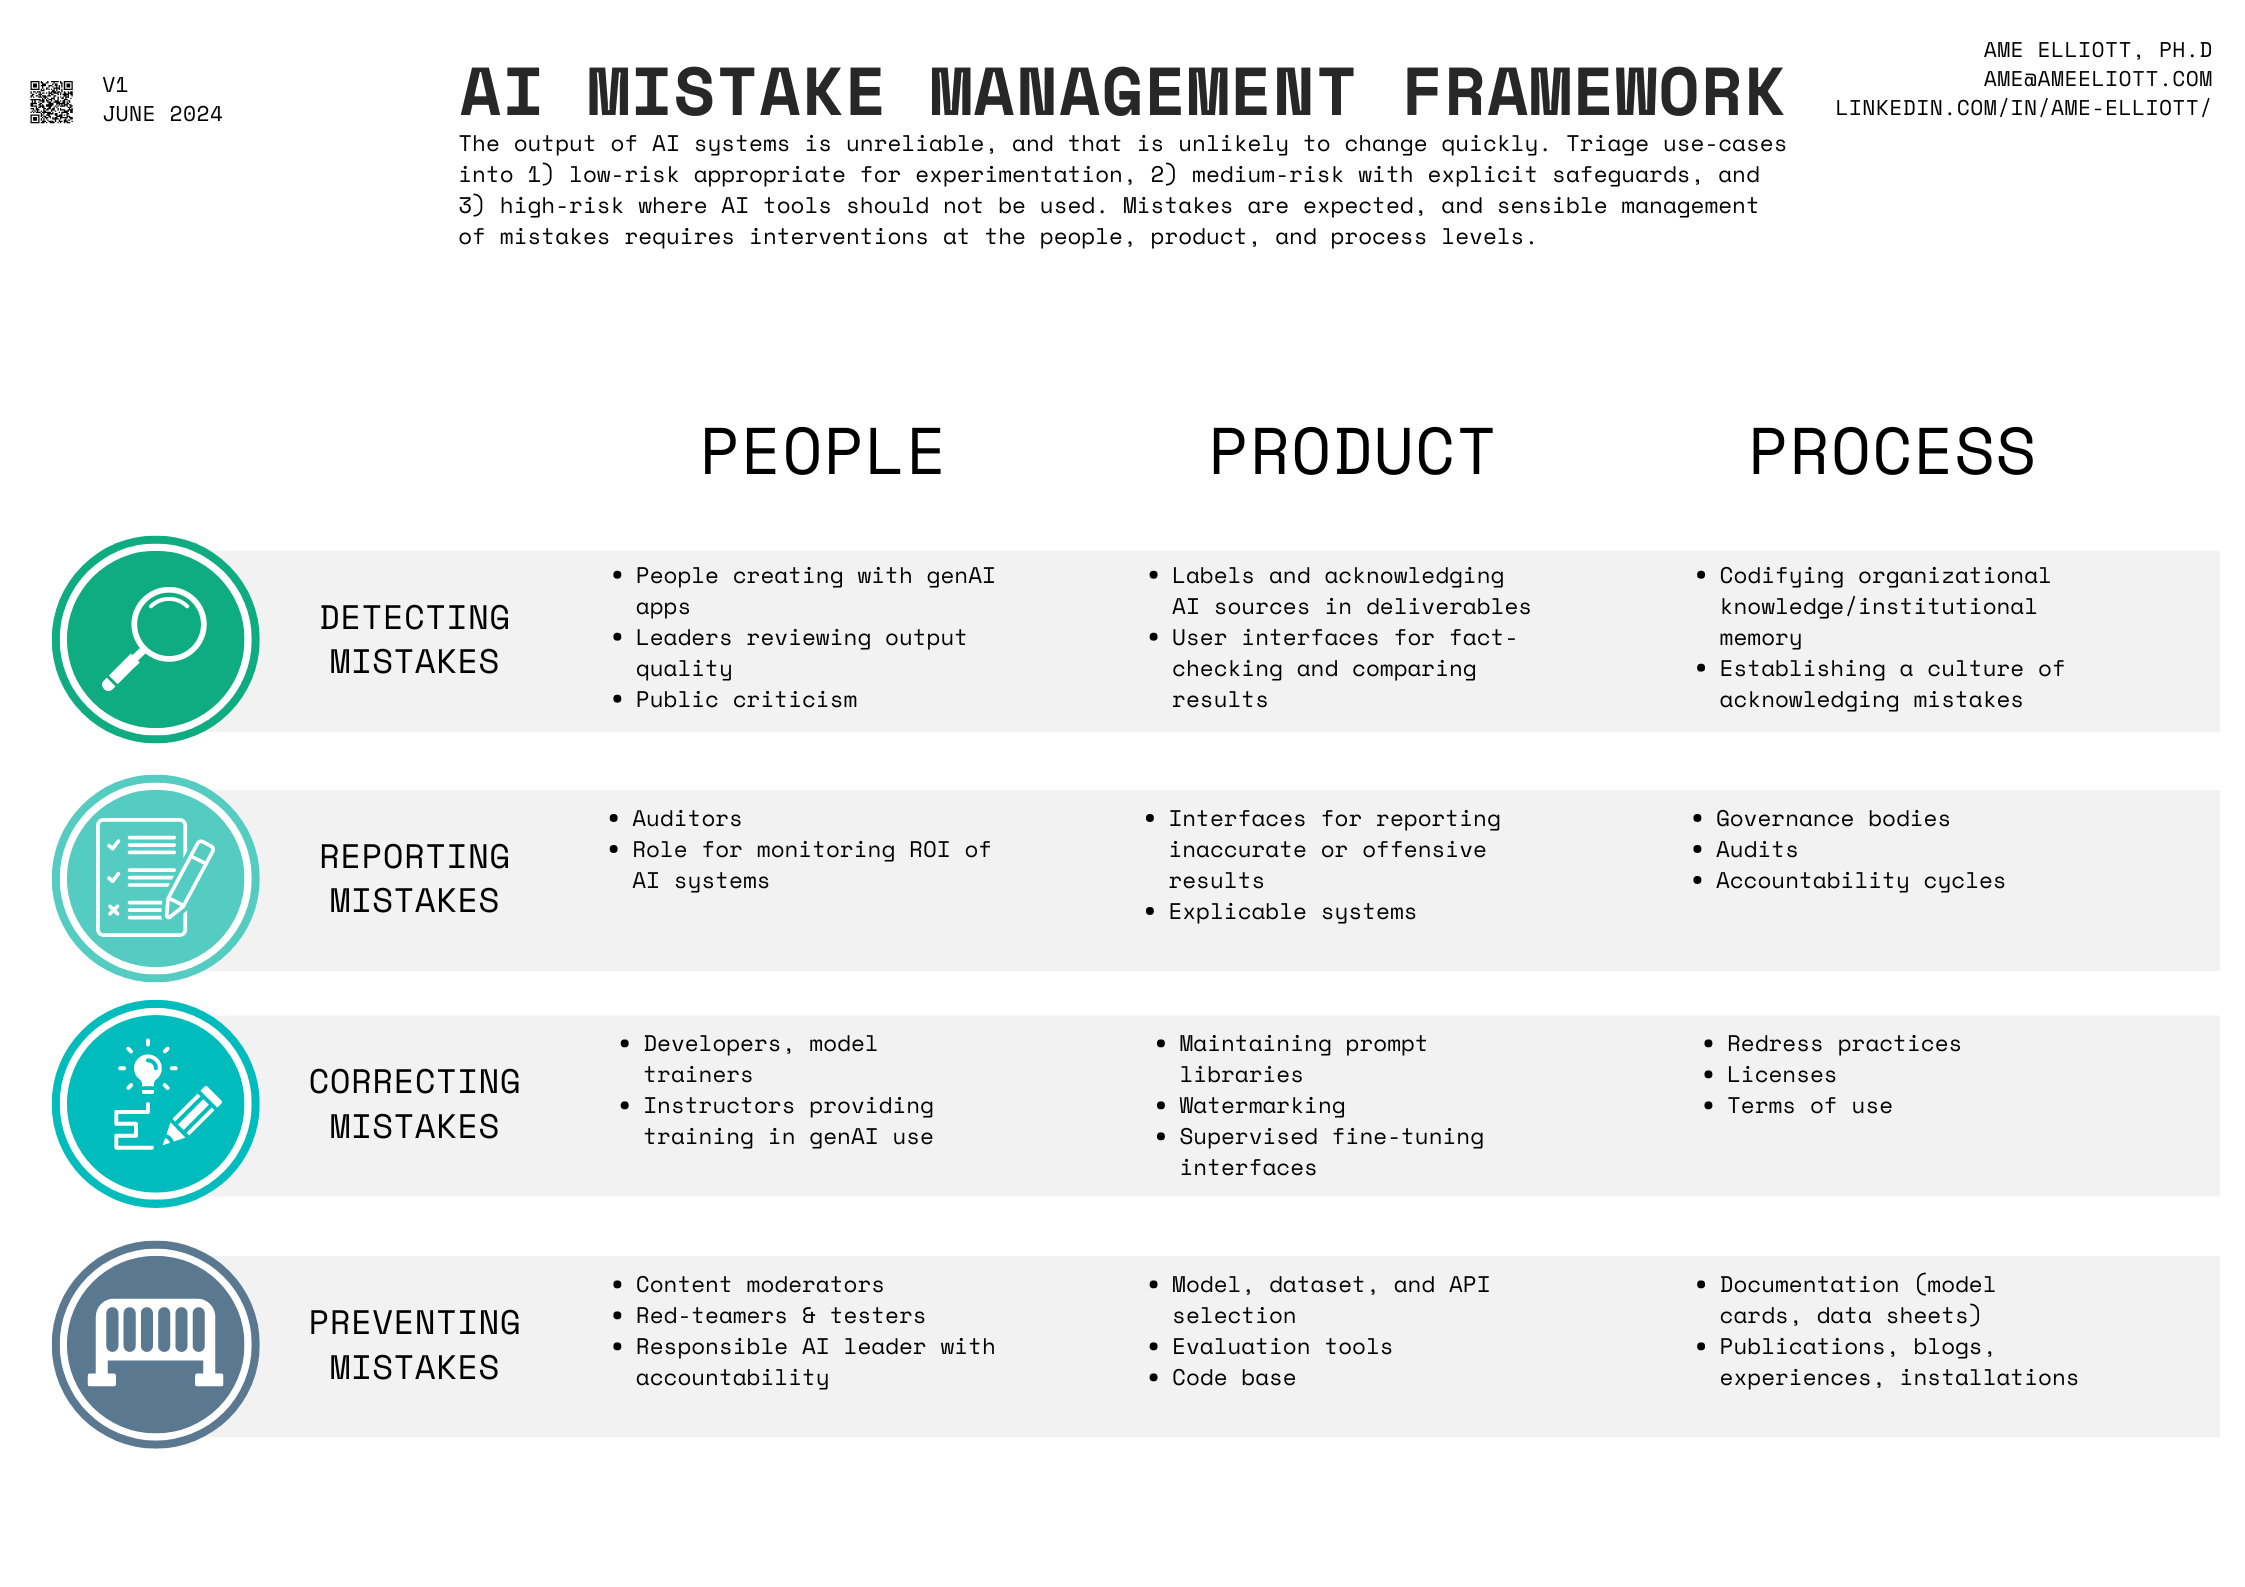 V1
JUNE 2024
AI MISTAKE MANAGEMENT FRAMEWORK
The output of AI systems is unreliable, and that is unlikely to change quickly. Triage use-cases
into 1) low-risk appropriate for experimentation, 2) medium-risk with explicit safeguards, and
3) high-risk where AI tools should not be used. Mistakes are expected, and sensible management
of mistakes requires interventions at the people, product, and process levels.
AME ELLIOTT, PH.D
AME@AMEELIOTT.COM
LINKEDIN.COM/IN/AME-ELLIOTT/
PEOPLE
PRODUCT
PROCESS
DETECTING
MISTAKES
• People creating with genAI
apps
• Leaders reviewing output
quality
• Public criticism
• Labels and acknowledging
AI sources in deliverables
• User interfaces for fact-
checking and comparing
results
• Codifying organizational
knowledge/institutional
memory
• Establishing a culture of
acknowledging mistakes
REPORTING
MISTAKES
• Auditors
• Role for monitoring ROI of
AI systems
• Interfaces for reporting
inaccurate or offensive
results
• Explicable systems
• Governance bodies
• Audits
• Accountability cycles
CORRECTING
MISTAKES
• Developers, model
trainers
• Instructors providing
training in genAI use
• Maintaining prompt
libraries
• Watermarking
• Supervised fine-tuning
interfaces
• Redress practices
• Licenses
• Terms of use
PREVENTING
MISTAKES
• Content moderators
• Red-teamers & testers
• Responsible AI leader with
accountability
• Model, dataset, and API
selection
• Evaluation tools
• Code base
• Documentation (model
cards, data sheets)
• Publications, blogs,
experiences, installations